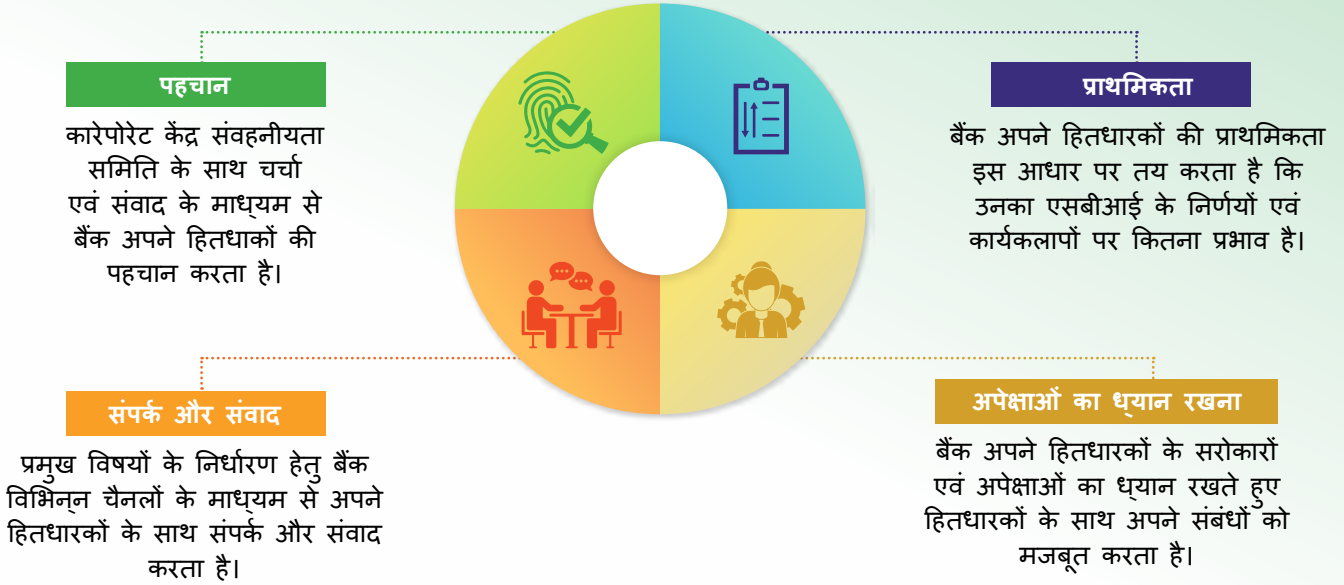 पहचान
कारेपोरेट केंद्र संवहनीयता
समिति के साथ चर्चा
एवं संवाद के माध्यम से
बैंक अपने हितधाकों की
पहचान करता है।
प्राथमिकता
बैंक अपने हितधारकों की प्राथमिकता
इस आधार पर तय करता है कि
उनका एसबीआई के निर्णयों एवं
कार्यकलापों पर कितना प्रभाव है।
संपर्क और संवाद
प्रमुख विषयों के निर्धारण हेतु बैंक
विभिन्न चैनलों के माध्यम से अपने
हितधारकों के साथ संपर्क और संवाद
करता है।
अपेक्षाओं का ध्यान रखना
बैंक अपने हितधारकों के सरोकारों
एवं अपेक्षाओं का ध्यान रखते हुए
हितधारकों के साथ अपने संबंधों को
मजबूत करता है।